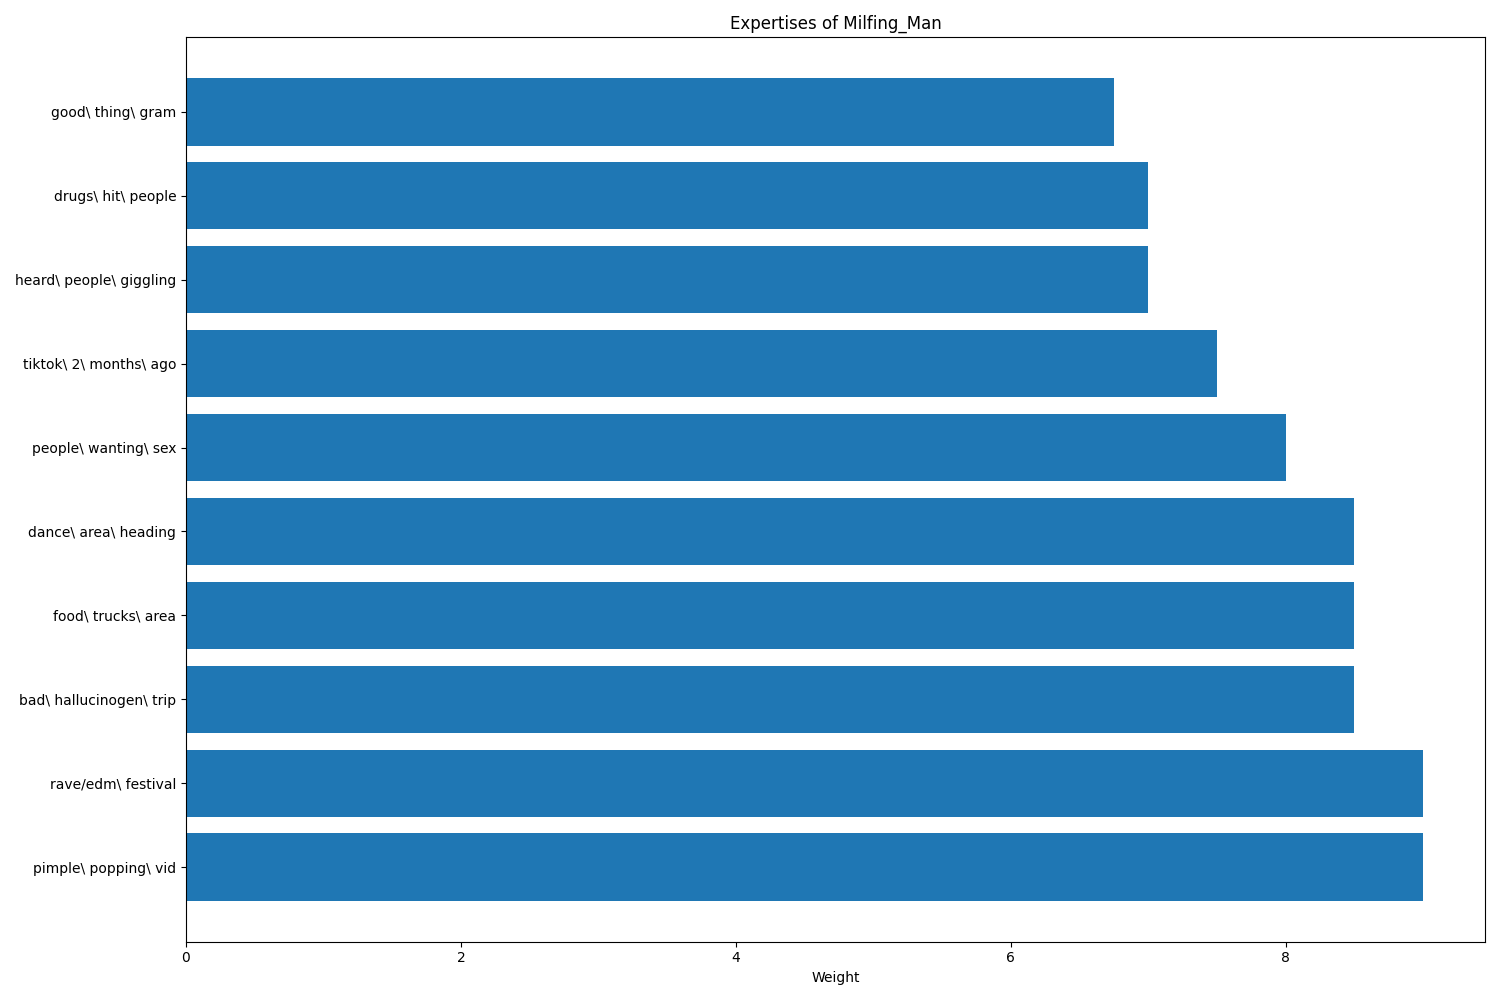 Expertises of Milfing_Man
good\ thing\ gram
drugs\ hit\ people
heard\ people\ giggling
tiktok\ 2\ months\ ago
people\ wanting\ sex
dance\ area\ heading
food\ trucks\ area
bad\ hallucinogen\ trip
rave/edm\ festival
pimple\ popping\ vid
0 2 4 6 8
Weight